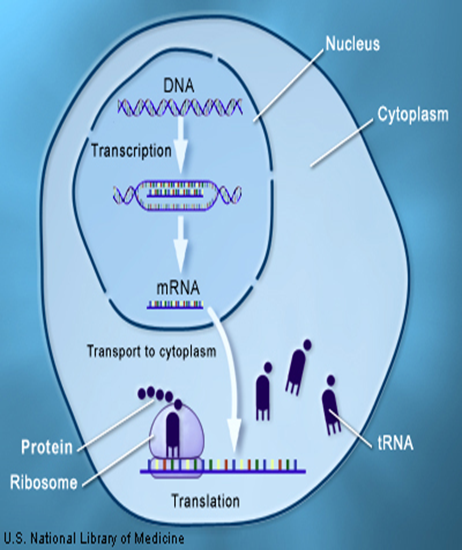 Nucleus
DNA
Cytoplasm
Transcription
mRNA
Transport to cytoplasm
Protein
tRNA
Ribosome
Translation
U.S. National Library of Medicine